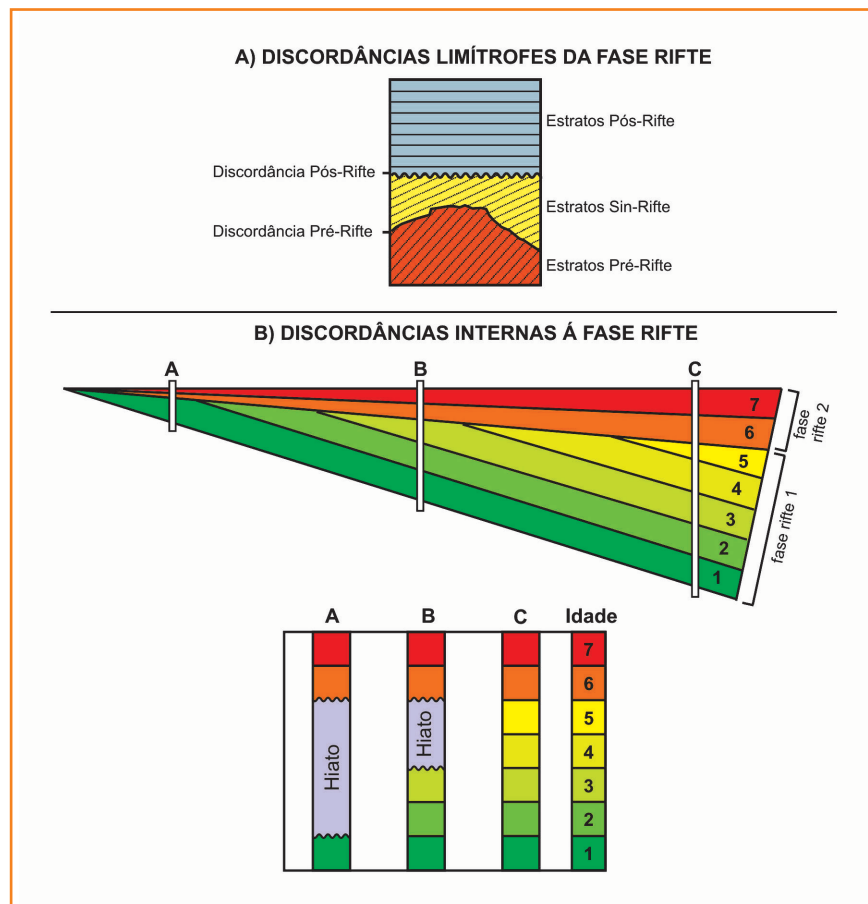 A) DISCORDÂNCIAS LIMÍTROFES DA FASE RIFTE
Estratos Pós-Rifte
Discordância Pós-Rifte
Estratos Sin-Rifte
Discordância Pré-Rifte
Estratos Pré-Rifte
B) DISCORDÂNCIAS INTERNAS Á FASE RIFTE
A B C
7
6
5
4
3
2
1
fase
rifte 2
fase rifte 1
A B C Idade
7
6
5
4
3
2
1
Hiato
Hiato